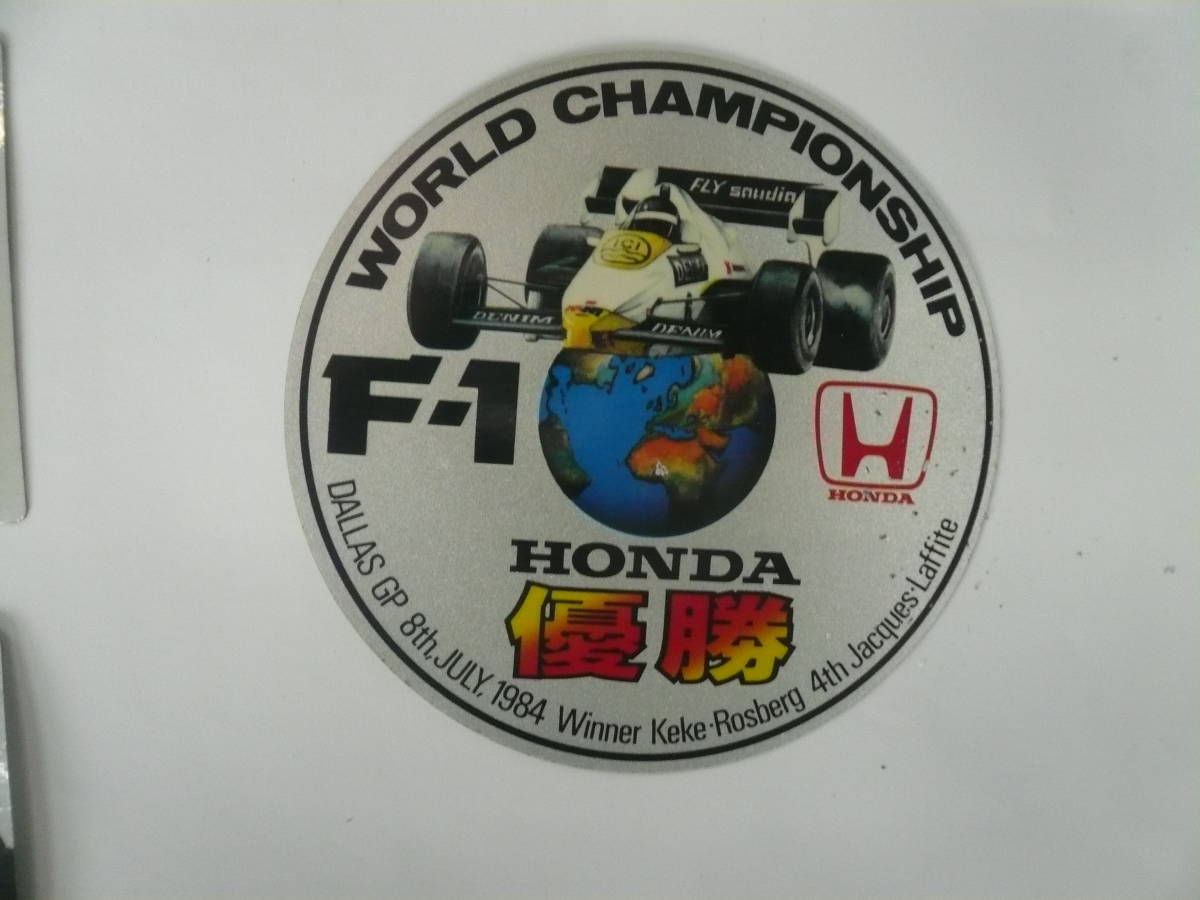 WORLD CHAMPIONSHIP
FLY saudia
ICI
DENIM
DENIM
F-1
HONDA
HONDA
優勝
DALLAS GP 8th, JULY, 1984 Winner Keke·Rosberg 4th Jacques·Laffite